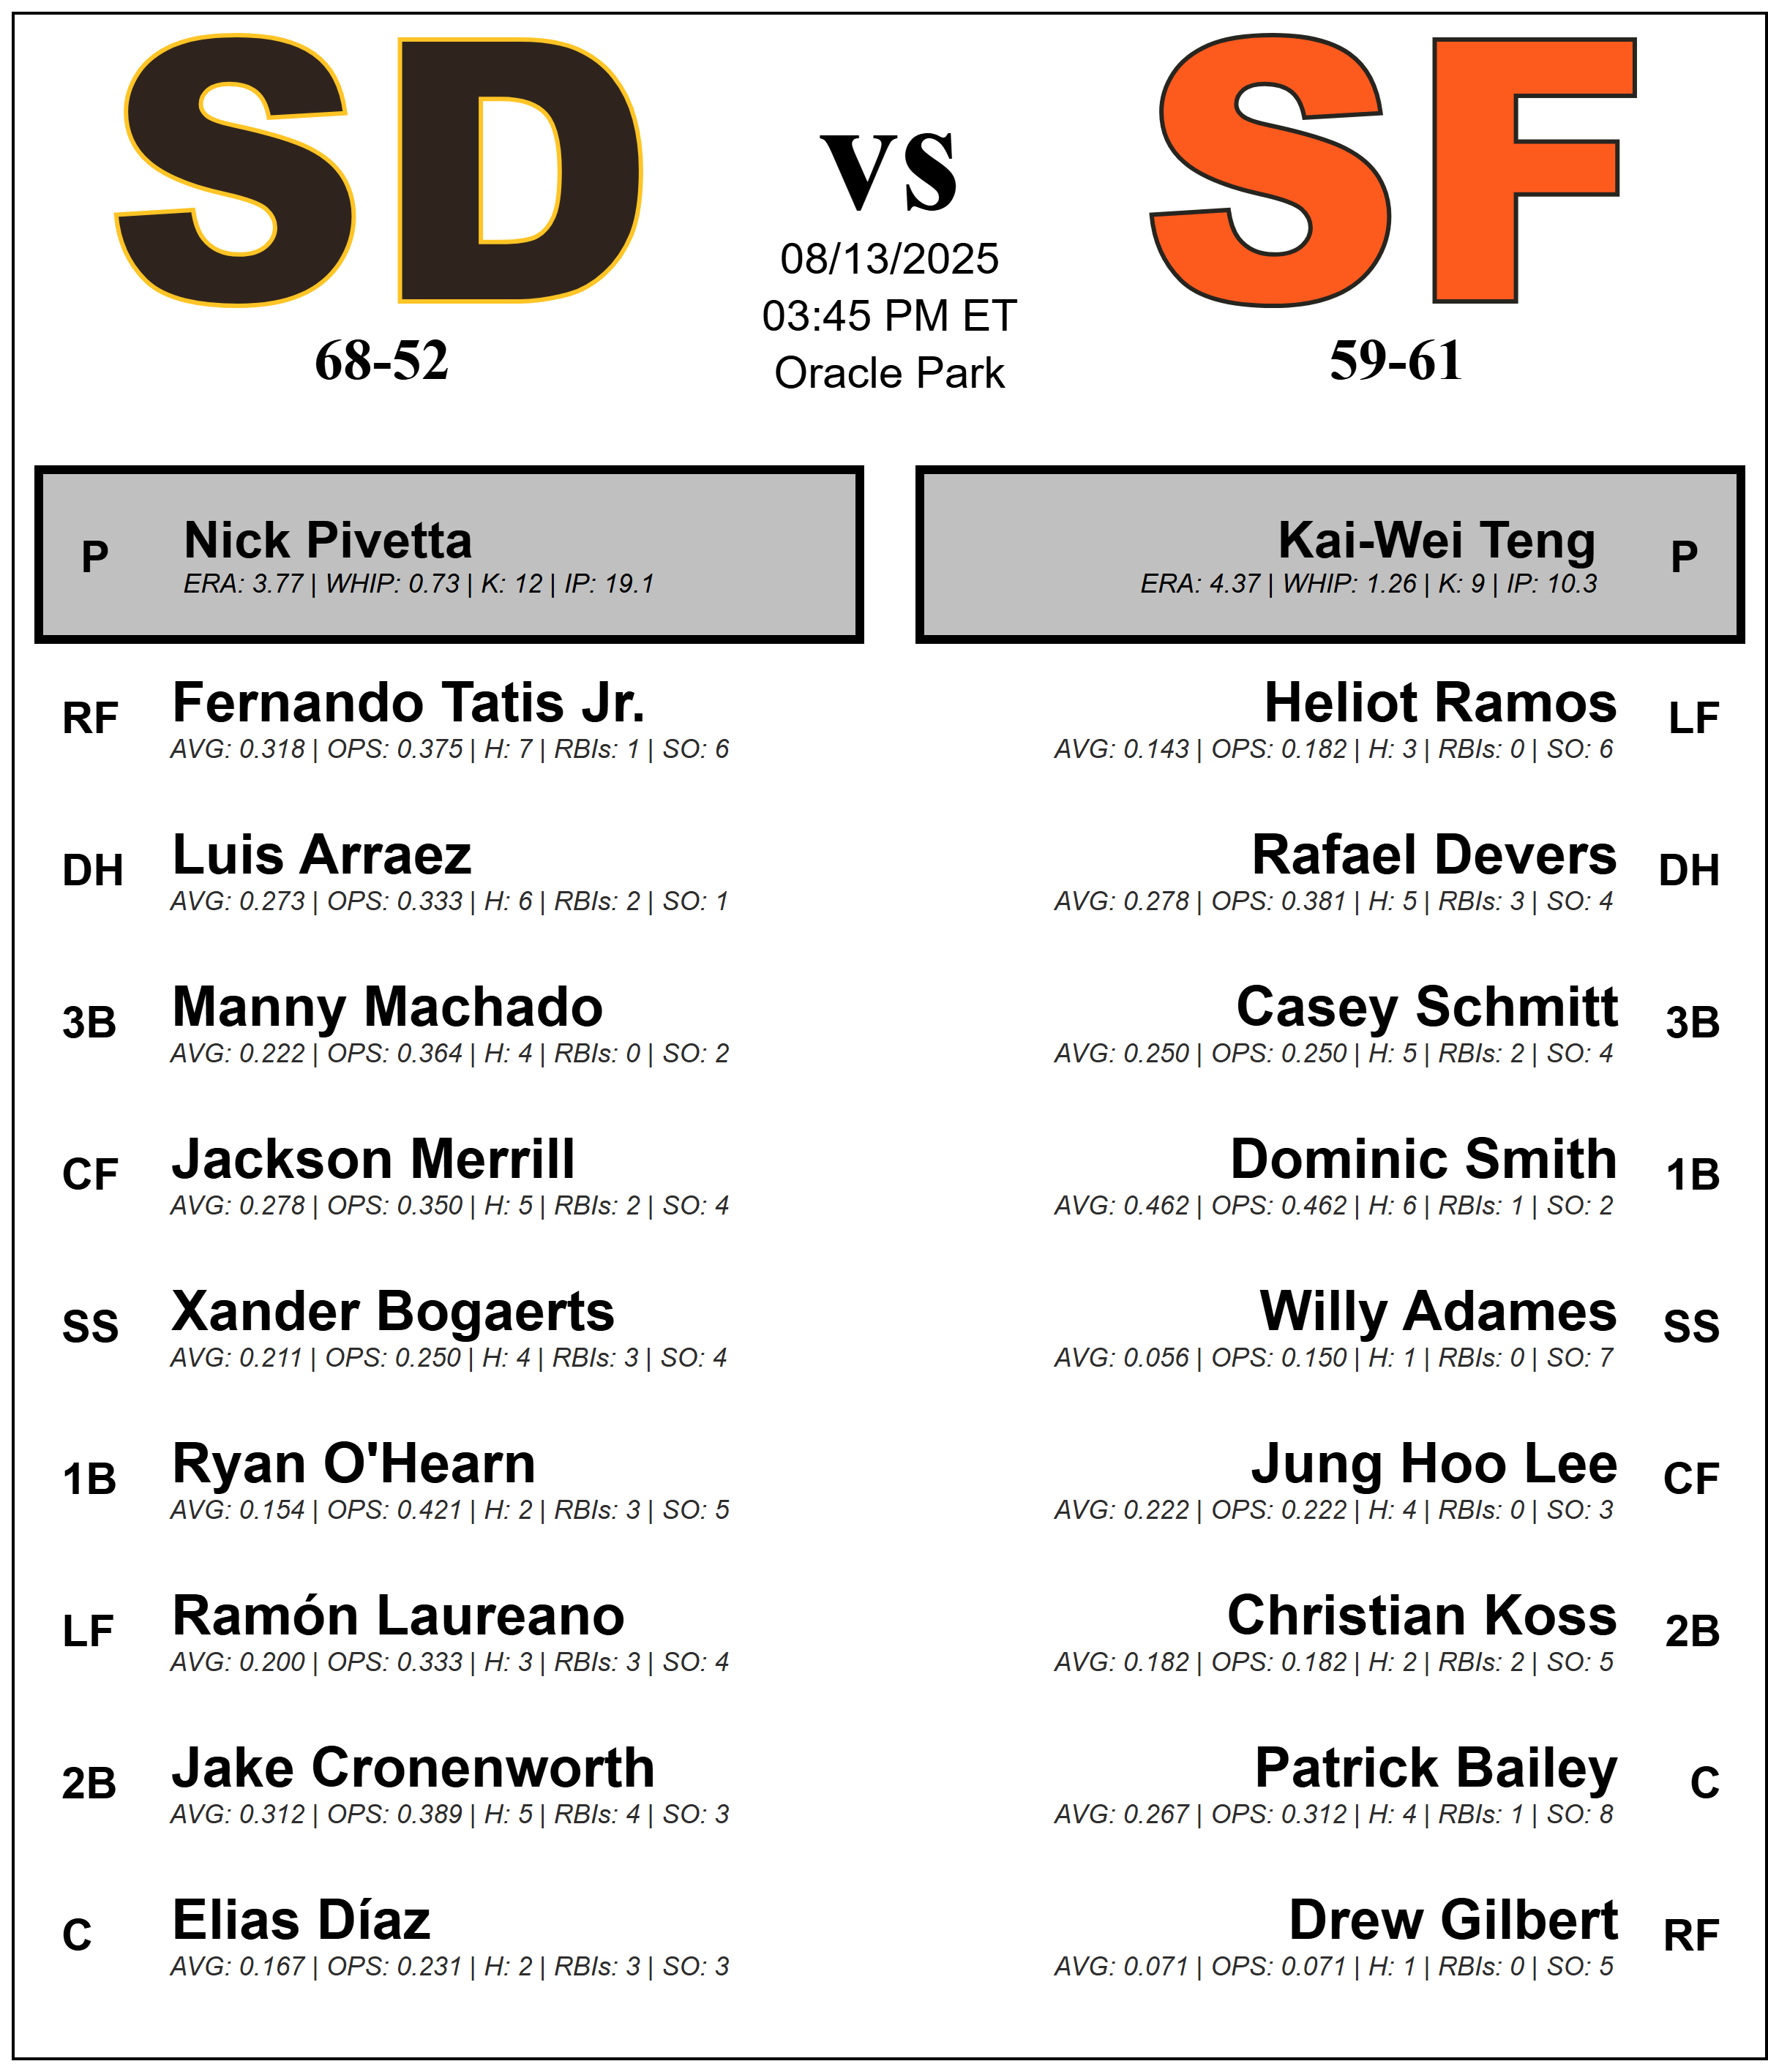 SD
vs
SF
08/13/2025
03:45 PM ET
Oracle Park
68-52
59-61
P
Nick Pivetta
ERA: 3.77 | WHIP: 0.73 | K: 12 | IP: 19.1
Kai-Wei Teng
P
ERA: 4.37 | WHIP: 1.26 | K: 9 | IP: 10.3
RF
Fernando Tatis Jr.
AVG: 0.318 | OPS: 0.375 | H: 7 | RBIs: 1 | SO: 6
Heliot Ramos
LF
AVG: 0.143 | OPS: 0.182 | H: 3 | RBIs: 0 | SO: 6
DH
Luis Arraez
AVG: 0.273 | OPS: 0.333 | H: 6 | RBIs: 2 | SO: 1
Rafael Devers
DH
AVG: 0.278 | OPS: 0.381 | H: 5 | RBIs: 3 | SO: 4
3B
Manny Machado
AVG: 0.222 | OPS: 0.364 | H: 4 | RBIs: 0 | SO: 2
Casey Schmitt
3B
AVG: 0.250 | OPS: 0.250 | H: 5 | RBIs: 2 | SO: 4
CF
Jackson Merrill
AVG: 0.278 | OPS: 0.350 | H: 5 | RBIs: 2 | SO: 4
Dominic Smith
1B
AVG: 0.462 | OPS: 0.462 | H: 6 | RBIs: 1 | SO: 2
SS
Xander Bogaerts
AVG: 0.211 | OPS: 0.250 | H: 4 | RBIs: 3 | SO: 4
Willy Adames
SS
AVG: 0.056 | OPS: 0.150 | H: 1 | RBIs: 0 | SO: 7
1B
Ryan O'Hearn
AVG: 0.154 | OPS: 0.421 | H: 2 | RBIs: 3 | SO: 5
Jung Hoo Lee
CF
AVG: 0.222 | OPS: 0.222 | H: 4 | RBIs: 0 | SO: 3
LF
Ramón Laureano
AVG: 0.200 | OPS: 0.333 | H: 3 | RBIs: 3 | SO: 4
Christian Koss
2B
AVG: 0.182 | OPS: 0.182 | H: 2 | RBIs: 2 | SO: 5
2B
Jake Cronenworth
AVG: 0.312 | OPS: 0.389 | H: 5 | RBIs: 4 | SO: 3
Patrick Bailey
C
AVG: 0.267 | OPS: 0.312 | H: 4 | RBIs: 1 | SO: 8
C
Elias Díaz
AVG: 0.167 | OPS: 0.231 | H: 2 | RBIs: 3 | SO: 3
Drew Gilbert
RF
AVG: 0.071 | OPS: 0.071 | H: 1 | RBIs: 0 | SO: 5